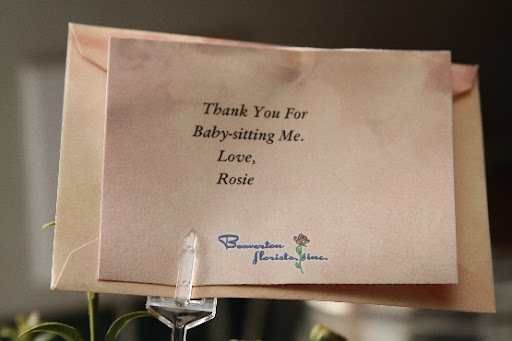 Thank You For
Baby-sitting Me.
Love,
Rosie
Beaverton
florists, inc.